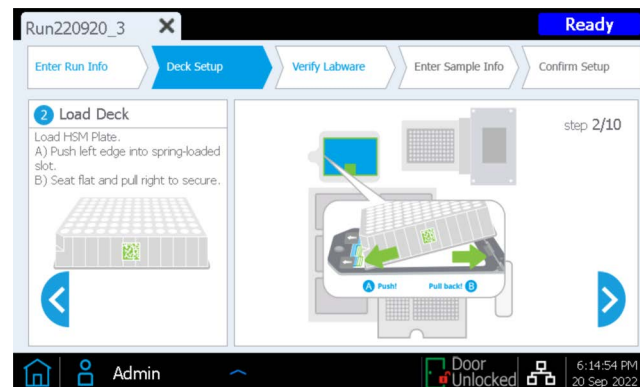 Run220920_3
Ready
Enter Run Info
Deck Setup
Verify Labware
Enter Sample Info
Confirm Setup
2 Load Deck
Load HSM Plate.
A) Push left edge into spring-loaded
slot.
B) Seat flat and pull right to secure.
step 2/10
A Push!
Pull back! B
Admin
Door
Unlocked
6:14:54 PM
20 Sep 2022